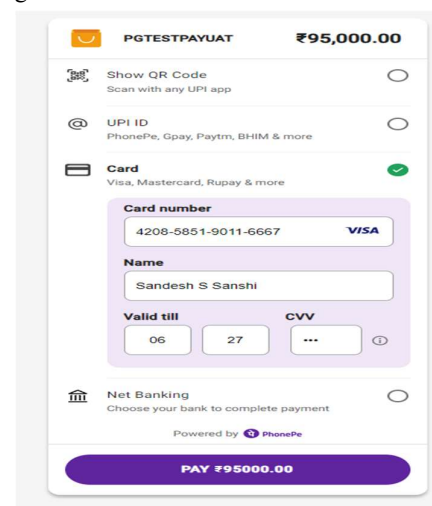 PGTESTPAYUAT ₹95,000.00
Show QR Code
Scan with any UPI app
@ UPI ID
PhonePe, Gpay, Paytm, BHIM & more
Card
Visa, Mastercard, Rupay & more
Card number
4208-5851-9011-6667 VISA
Name
Sandesh S Sanshi
Valid till CVV
06 27 •••
Net Banking
Choose your bank to complete payment
Powered by PhonePe
PAY ₹95000.00